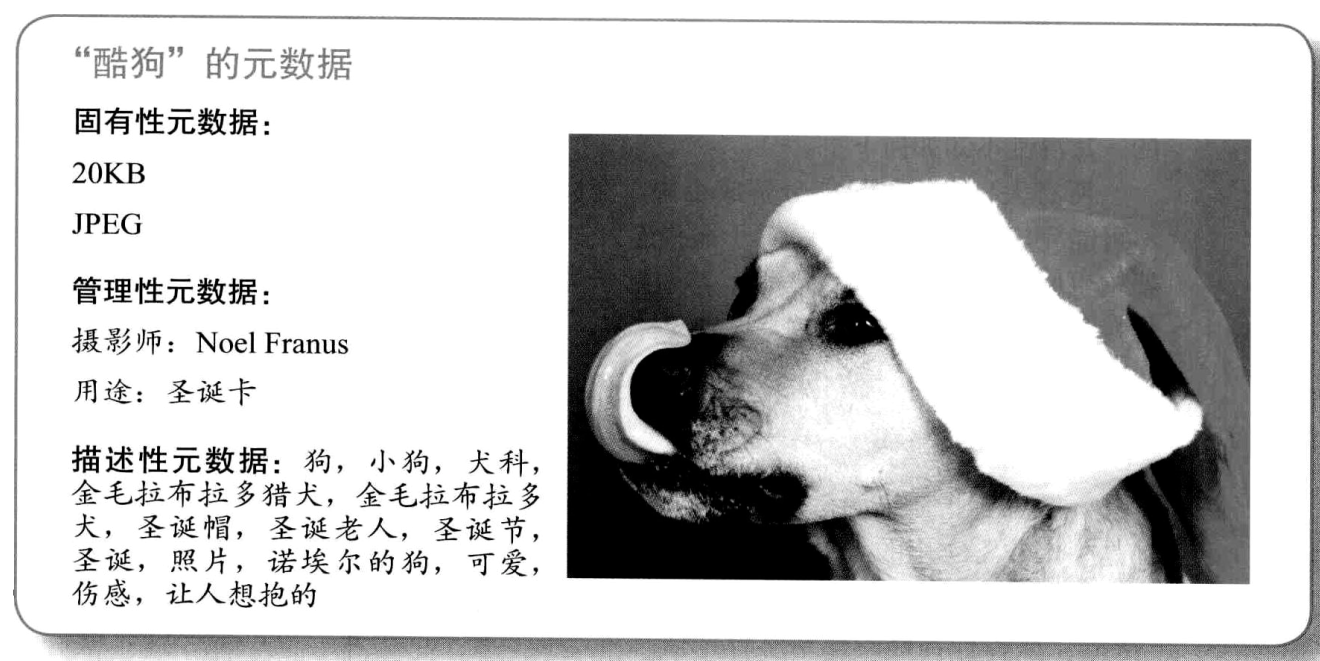 “酷狗”的元数据
固有性元数据：
20KB
JPEG
管理性元数据：
摄影师：Noel Franus
用途：圣诞卡
描述性元数据：狗，小狗，犬科，
金毛拉布拉多猎犬，金毛拉布拉多
犬，圣诞帽，圣诞老人，圣诞节，
圣诞，照片，诺埃尔的狗，可爱，
伤感，让人想抱的